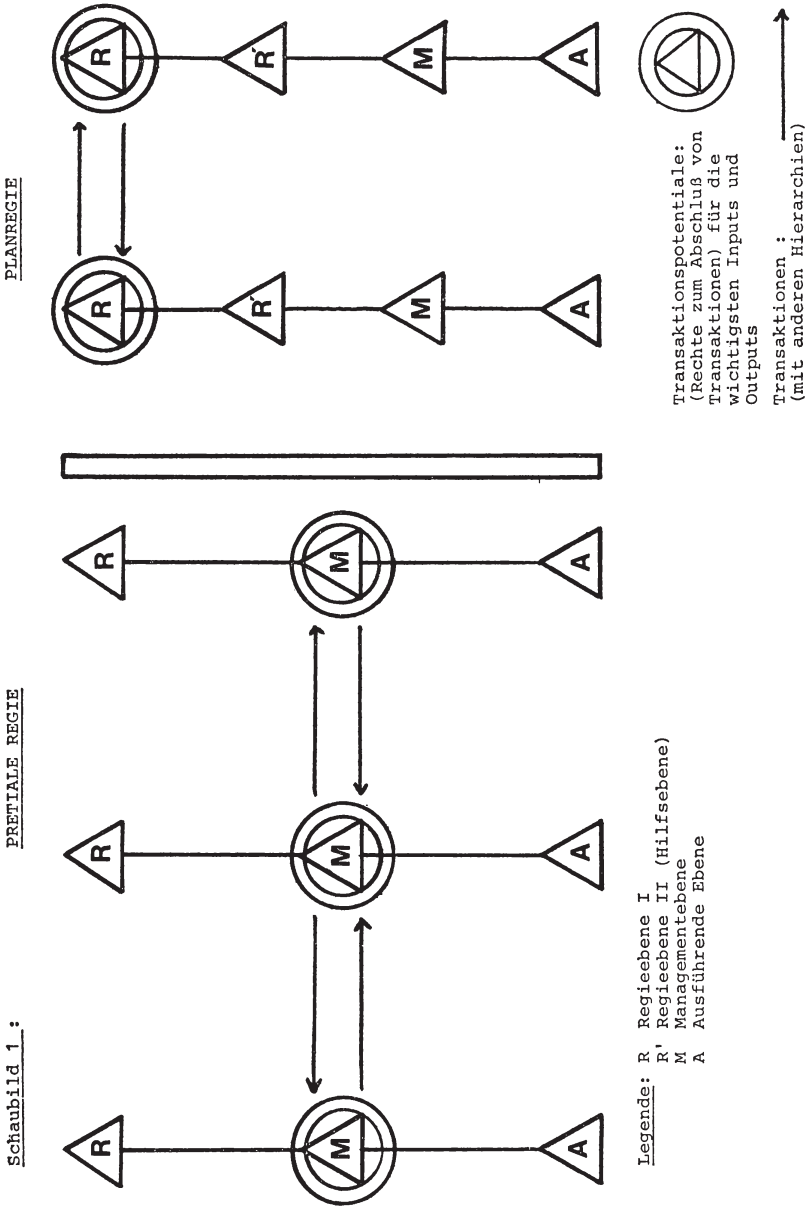 Schaubild 1 :
PRETIALE REGIE
PLANREGIE
R R R R R
R´ R´
M M M M M
A A A A A
Legende: R Regieebene I
R' Regieebene II (Hilfsebene)
M Managementebene
A Ausführende Ebene
Transaktionspotentiale:
(Rechte zum Abschluß von
Transaktionen) für die
wichtigsten Inputs und
Outputs
Transaktionen :
(mit anderen Hierarchien)